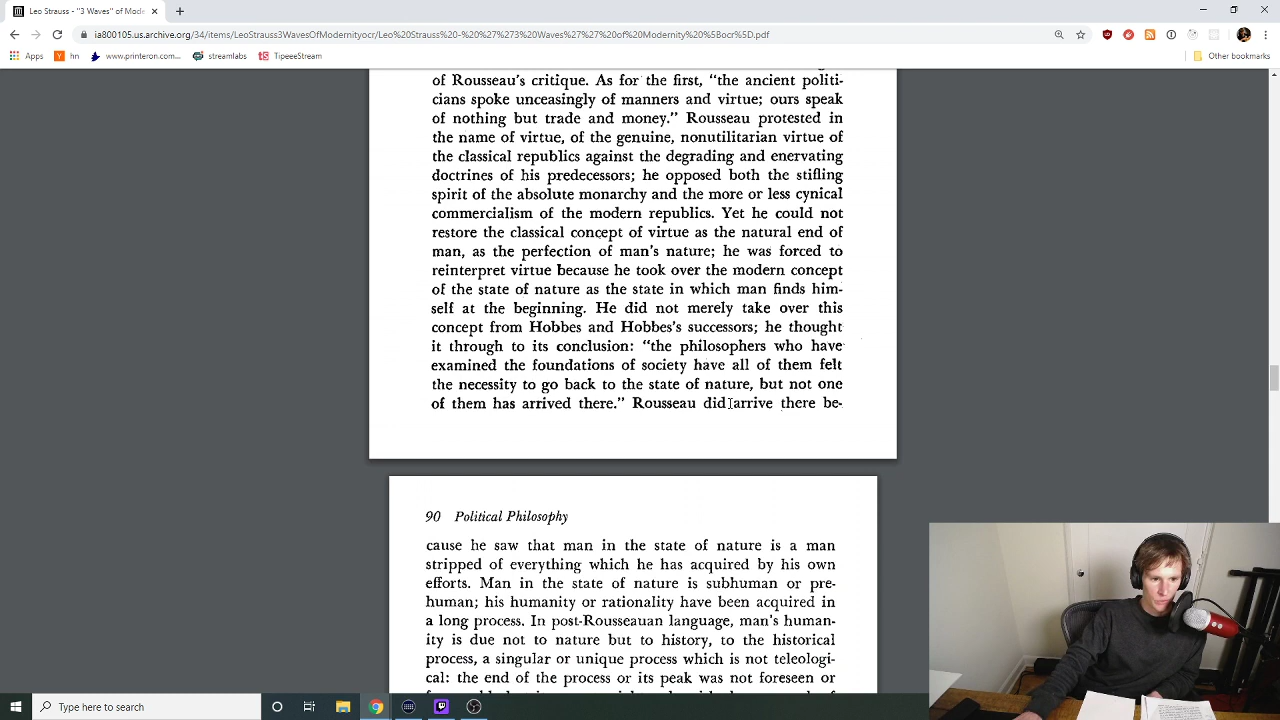 Leo Strauss - "3 Waves" of Mode
ia800105.us.archive.org/34/items/LeoStrauss3WavesOfModernityocr/Leo%20Strauss%20-%20%27%273%20Waves%27%27%20of%20Modernity%20%5Bocr%5D.pdf
Apps hn www.printeron.com... streamlabs TipeeeStream Other bookmarks
of Rousseau's critique. As for the first, "the ancient politi-
cians spoke unceasingly of manners and virtue; ours speak
of nothing but trade and money." Rousseau protested in
the name of virtue, of the genuine, nonutilitarian virtue of
the classical republics against the degrading and enervating
doctrines of his predecessors; he opposed both the stifling
spirit of the absolute monarchy and the more or less cynical
commercialism of the modern republics. Yet he could not
restore the classical concept of virtue as the natural end of
man, as the perfection of man's nature; he was forced to
reinterpret virtue because he took over the modern concept
of the state of nature as the state in which man finds him-
self at the beginning. He did not merely take over this
concept from Hobbes and Hobbes's successors; he thought
it through to its conclusion: "the philosophers who have
examined the foundations of society have all of them felt
the necessity to go back to the state of nature, but not one
of them has arrived there." Rousseau did arrive there be-
90 Political Philosophy
cause he saw that man in the state of nature is a man
stripped of everything which he has acquired by his own
efforts. Man in the state of nature is subhuman or pre-
human; his humanity or rationality have been acquired in
a long process. In post-Rousseauan language, man's human-
ity is due not to nature but to history, to the historical
process, a singular or unique process which is not teleologi-
cal: the end of the process or its peak was not foreseen or
Type here to search